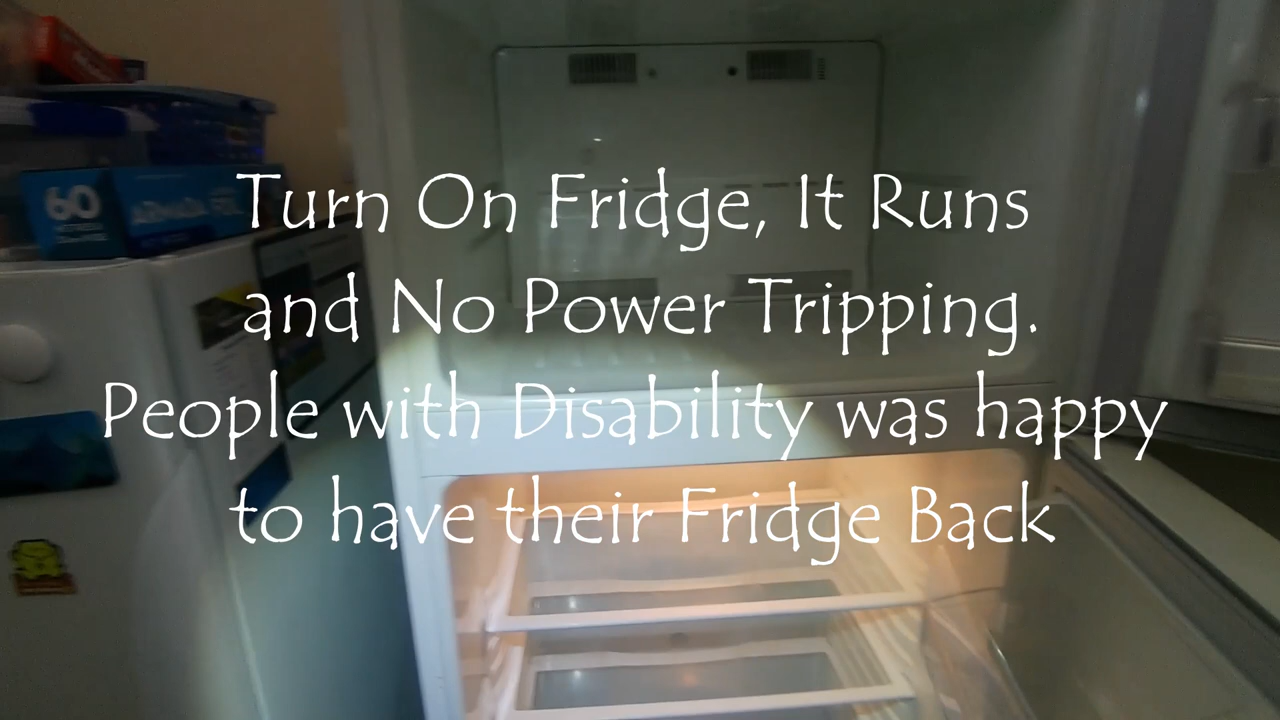 Turn On Fridge, It Runs
and No Power Tripping.
People with Disability was happy
to have their Fridge Back
60